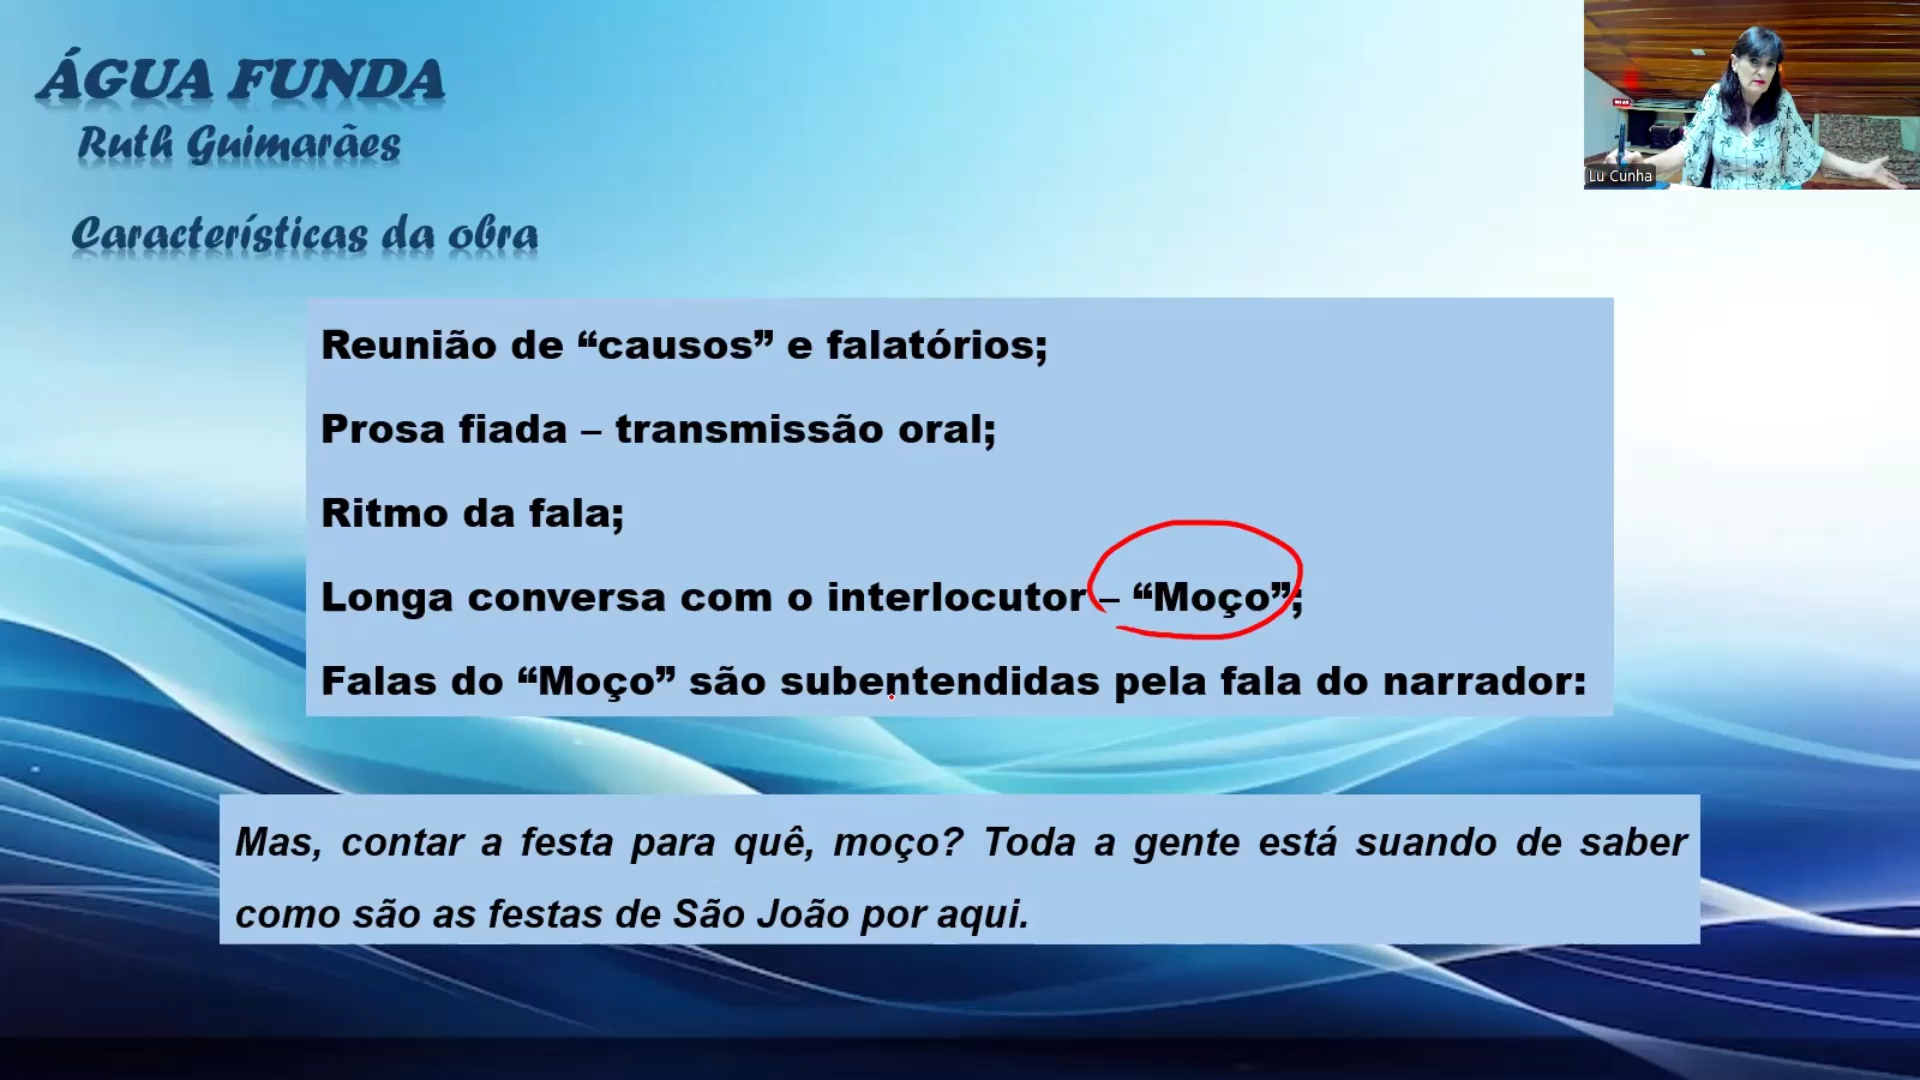 ÁGUA FUNDA
Ruth Guimarães
Características da obra
Lu Cunha
Reunião de “causos” e falatórios;
Prosa fiada – transmissão oral;
Ritmo da fala;
Longa conversa com o interlocutor – “Moço”;
Falas do “Moço” são subentendidas pela fala do narrador:
Mas, contar a festa para quê, moço? Toda a gente está suando de saber
como são as festas de São João por aqui.